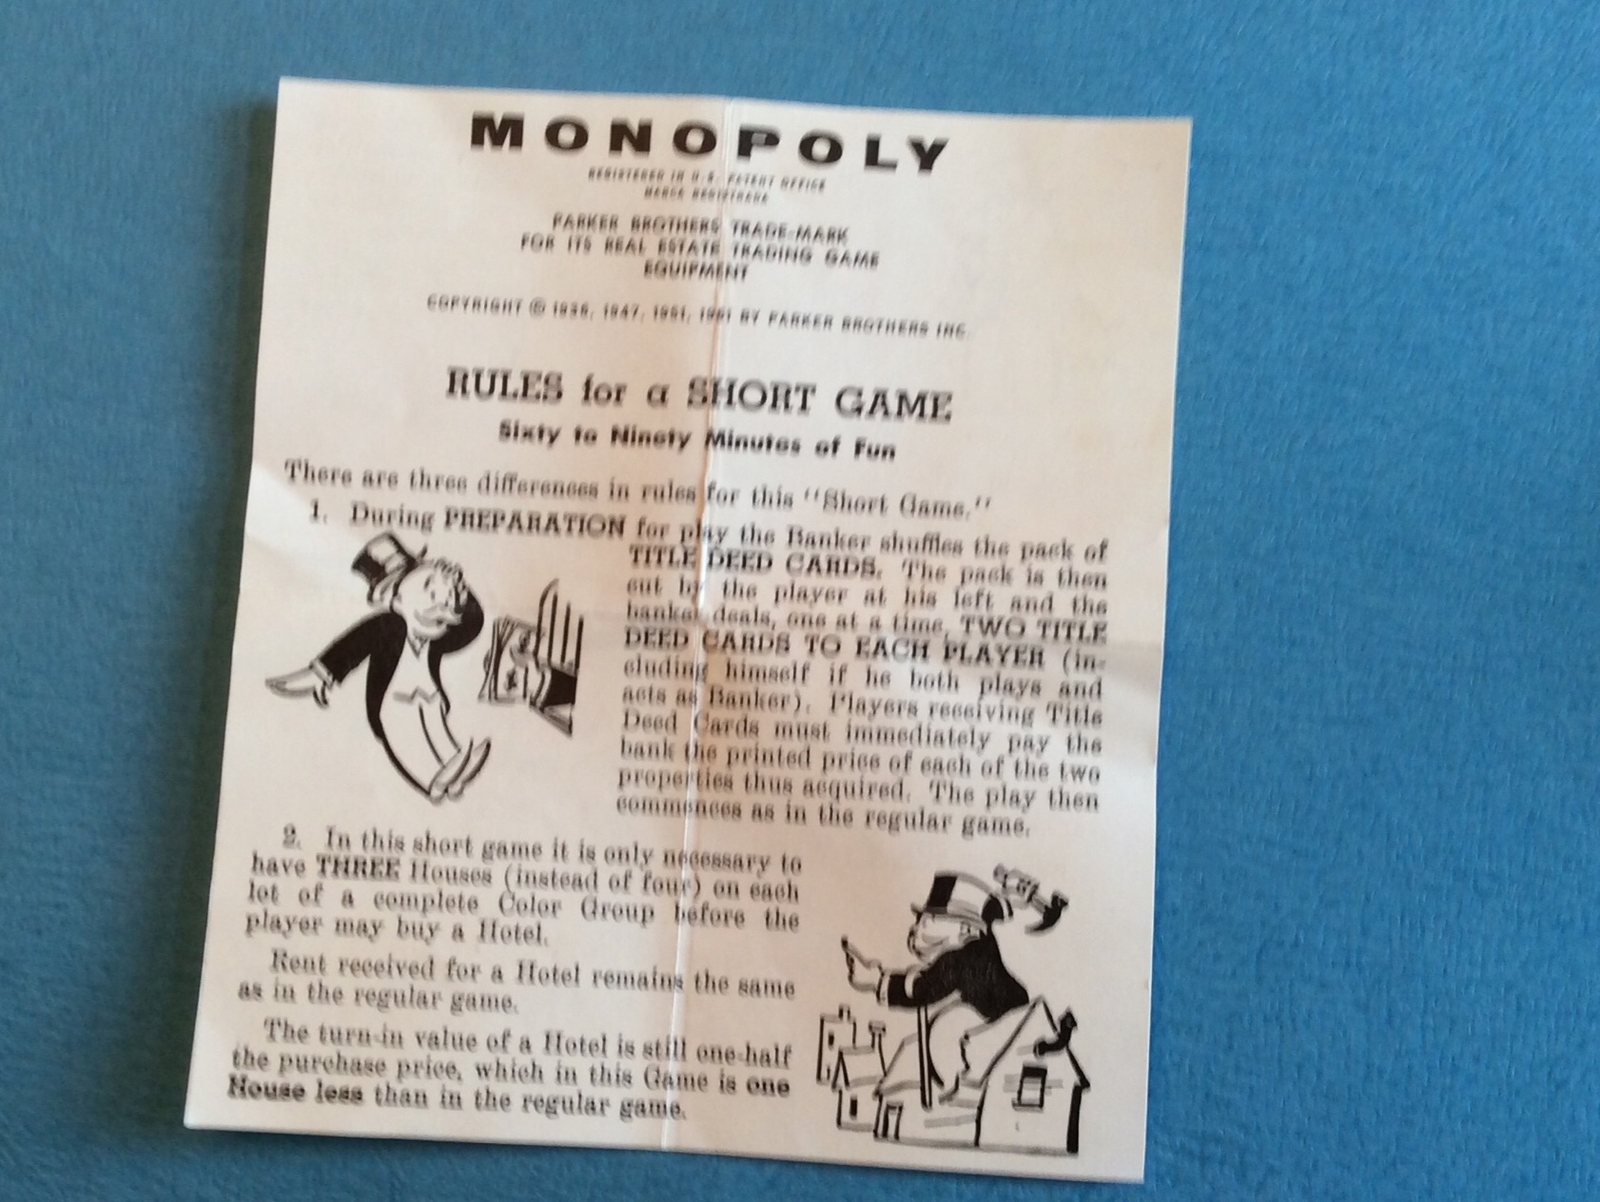 MONOPOLY
REGISTERED IN U.S. PATENT OFFICE
MARCA REGISTRADA
PARKER BROTHERS TRADE-MARK
FOR ITS REAL ESTATE TRADING GAME
EQUIPMENT
COPYRIGHT © 1936, 1947, 1951, 1961 BY PARKER BROTHERS INC.
RULES for a SHORT GAME
Sixty to Ninety Minutes of Fun
There are three differences in rules for this "Short Game."
1. During PREPARATION for play the Banker shuffles the pack of
TITLE DEED CARDS. The pack is then
cut by the player at his left and the
banker deals, one at a time, TWO TITLE
DEED CARDS TO EACH PLAYER (in-
cluding himself if he both plays and
acts as Banker). Players receiving Title
Deed Cards must immediately pay the
bank the printed price of each of the two
properties thus acquired. The play then
commences as in the regular game.
2. In this short game it is only necessary to
have THREE Houses (instead of four) on each
lot of a complete Color Group before the
player may buy a Hotel.
Rent received for a Hotel remains the same
as in the regular game.
The turn-in value of a Hotel is still one-half
the purchase price, which in this Game is one
House less than in the regular game.